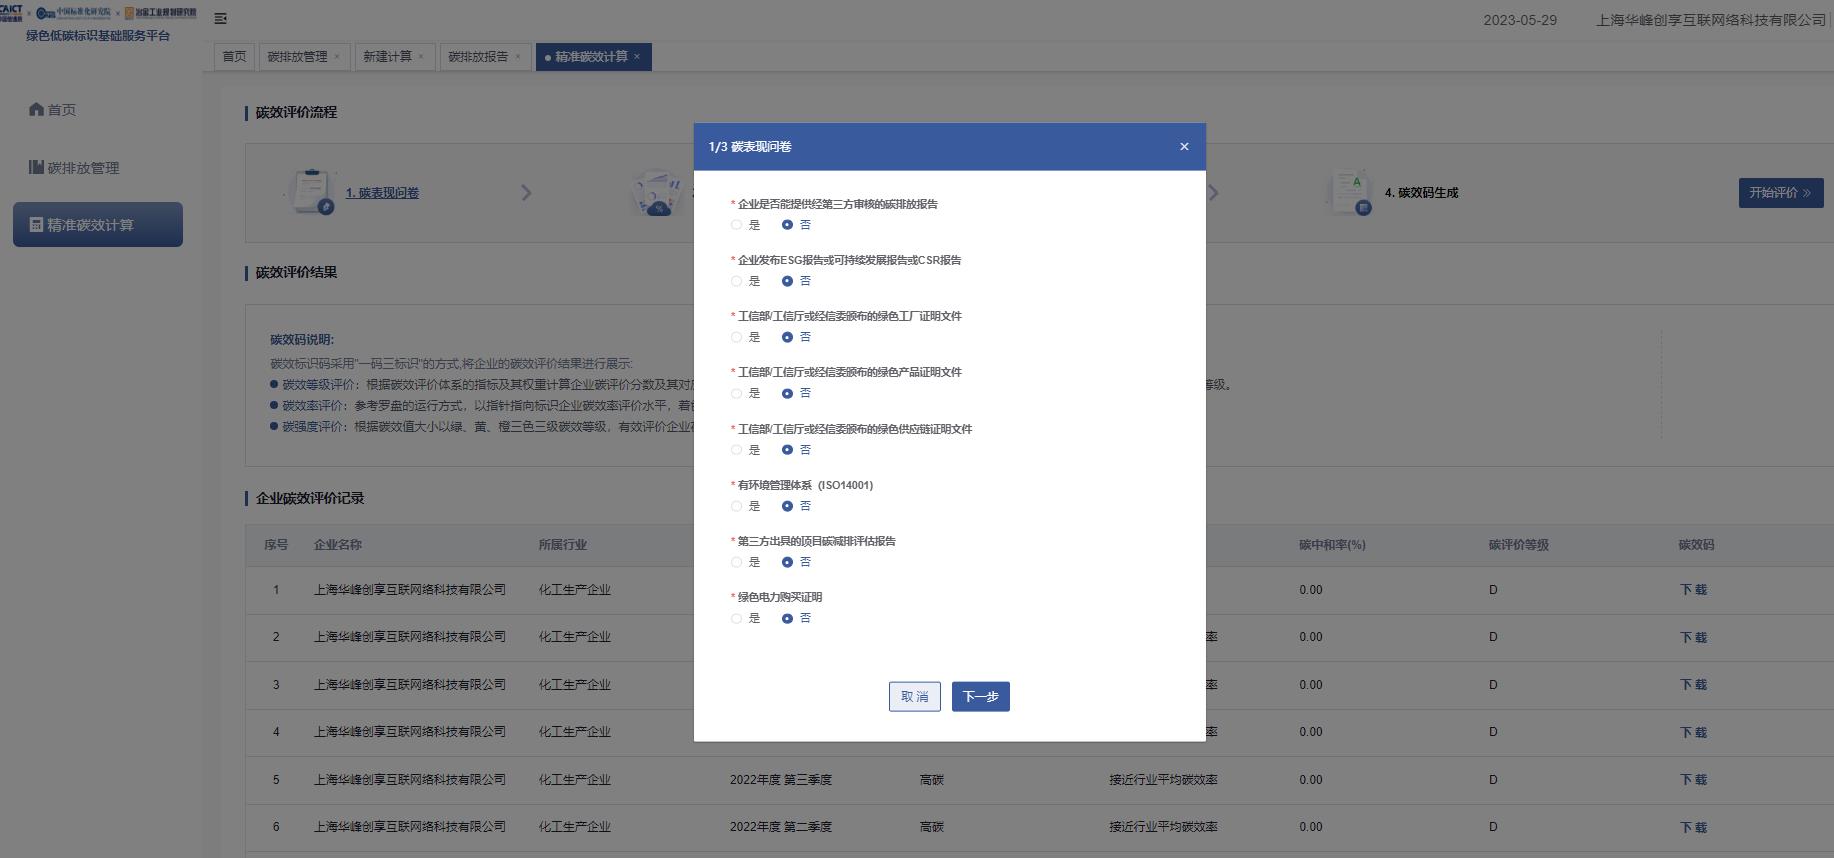 CAICT
中国标准化研究院
冶金工业规划研究院
绿色低碳标识基础服务平台
2023-05-29
上海华峰创享互联网络科技有限公司
首页
碳排放管理 ×
新建计算 ×
碳排放报告 ×
精准碳效计算 ×
首页
碳排放管理
精准碳效计算
碳效评价流程
1. 碳表现问卷
4. 碳效码生成
开始评价
碳效评价结果
碳效码说明:
碳效标识码采用"一码三标识"的方式,将企业的碳效评价结果进行展示:
碳效等级评价：根据碳效评价体系的指标及其权重计算企业碳评价分数及其对 等级。
碳效率评价：参考罗盘的运行方式，以指针指向标识企业碳效率评价水平，
碳强度评价：根据碳效值大小以绿、黄、橙三色三级碳效等级，有效评价企业
企业碳效评价记录
序号 企业名称 所属行业 碳中和率(%) 碳评价等级 碳效码
1 上海华峰创享互联网络科技有限公司 化工生产企业 0.00 D 下载
2 上海华峰创享互联网络科技有限公司 化工生产企业 率 0.00 D 下载
3 上海华峰创享互联网络科技有限公司 化工生产企业 率 0.00 D 下载
4 上海华峰创享互联网络科技有限公司 化工生产企业 率 0.00 D 下载
5 上海华峰创享互联网络科技有限公司 化工生产企业 2022年度 第三季度 高碳 接近行业平均碳效率 0.00 D 下载
6 上海华峰创享互联网络科技有限公司 化工生产企业 2022年度 第二季度 高碳 接近行业平均碳效率 0.00 D 下载
1/3 碳表现问卷 ×
* 企业是否能提供经第三方审核的碳排放报告
是 否
* 企业发布ESG报告或可持续发展报告或CSR报告
是 否
* 工信部/工信厅或经信委颁布的绿色工厂证明文件
是 否
* 工信部/工信厅或经信委颁布的绿色产品证明文件
是 否
* 工信部/工信厅或经信委颁布的绿色供应链证明文件
是 否
* 有环境管理体系（ISO14001）
是 否
* 第三方出具的项目碳减排评估报告
是 否
* 绿色电力购买证明
是 否
取消
下一步